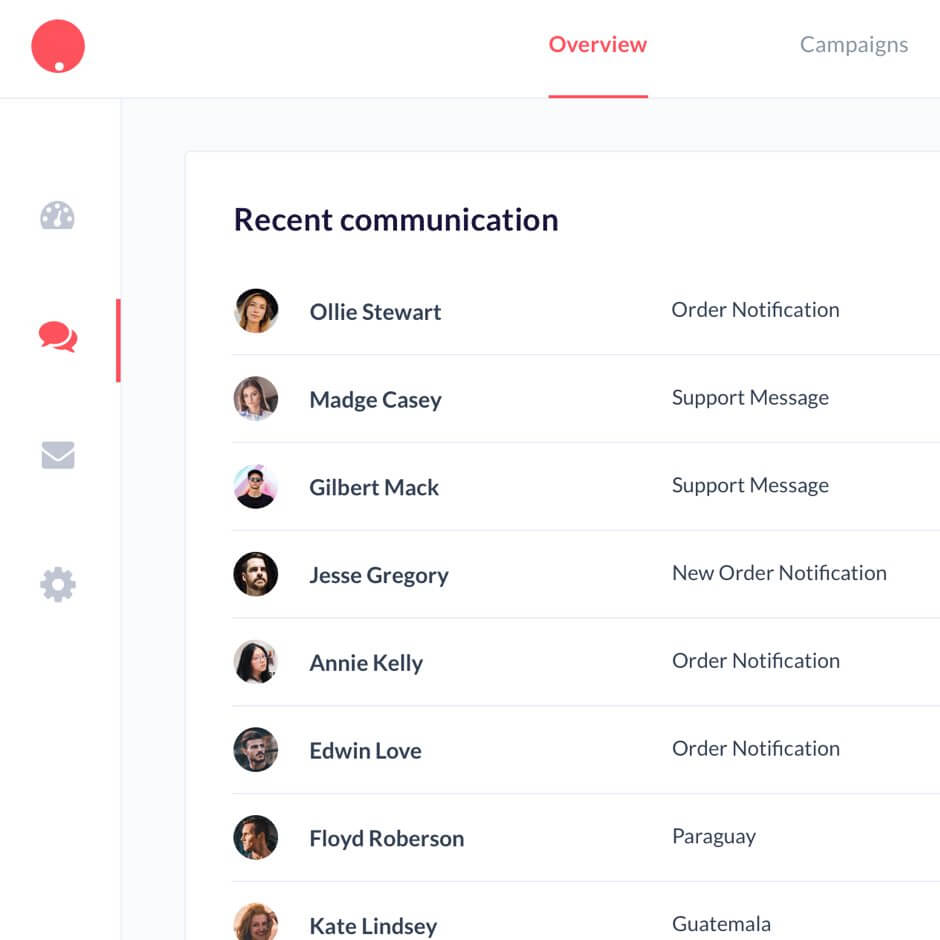 Overview Campaigns
Recent communication
Ollie Stewart Order Notification
Madge Casey Support Message
Gilbert Mack Support Message
Jesse Gregory New Order Notification
Annie Kelly Order Notification
Edwin Love Order Notification
Floyd Roberson Paraguay
Kate Lindsey Guatemala